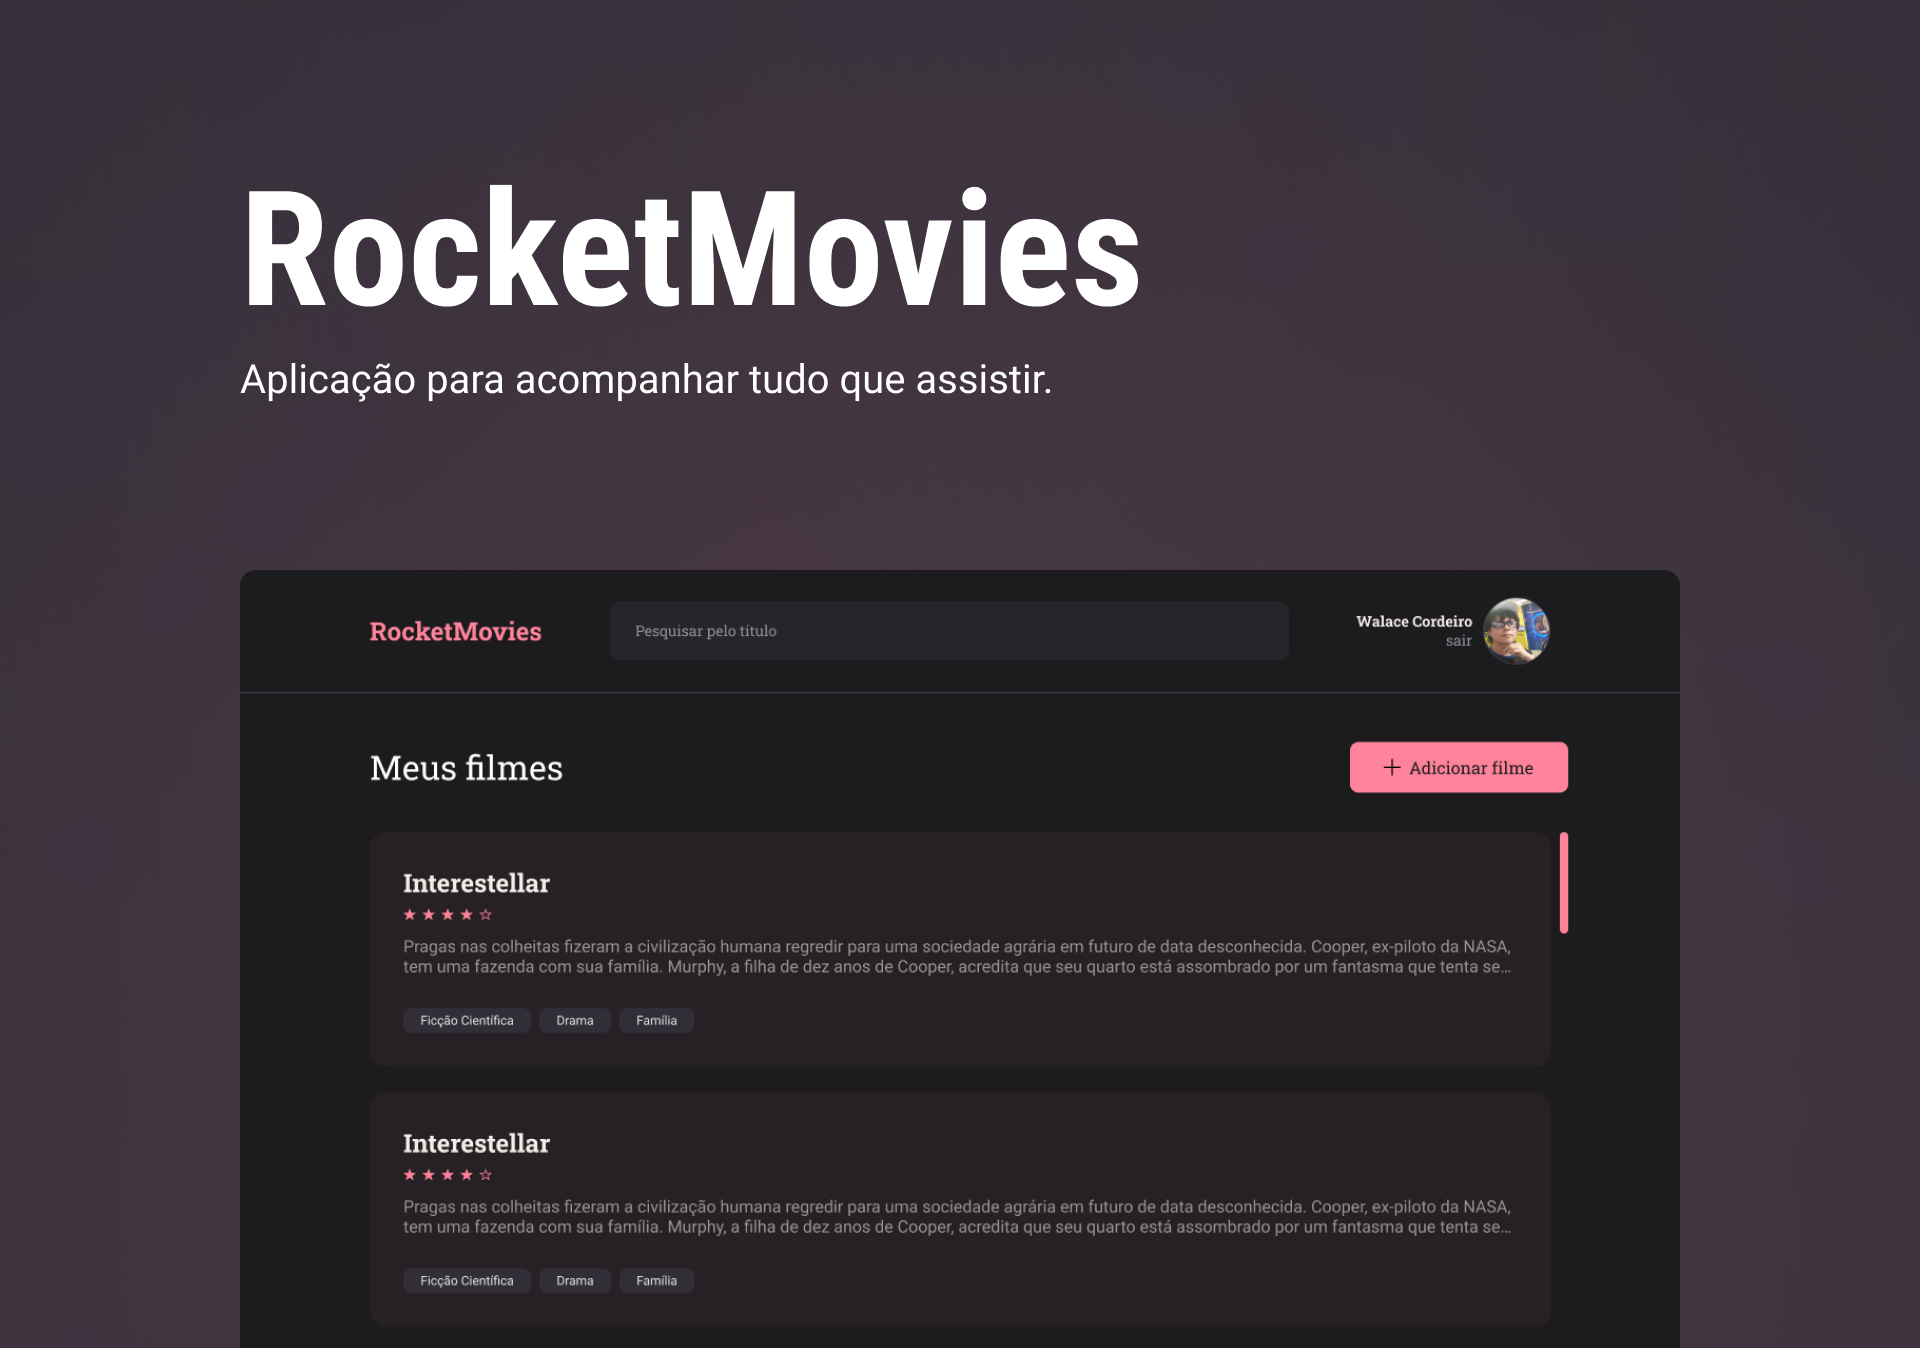 RocketMovies
Aplicação para acompanhar tudo que assistir.
RocketMovies
Pesquisar pelo título
Walace Cordeiro
sair
Meus filmes
Adicionar filme
Interestellar
Pragas nas colheitas fizeram a civilização humana regredir para uma sociedade agrária em futuro de data desconhecida. Cooper, ex-piloto da NASA,
tem uma fazenda com sua família. Murphy, a filha de dez anos de Cooper, acredita que seu quarto está assombrado por um fantasma que tenta se...
Ficção Científica Drama Família
Interestellar
Pragas nas colheitas fizeram a civilização humana regredir para uma sociedade agrária em futuro de data desconhecida. Cooper, ex-piloto da NASA,
tem uma fazenda com sua família. Murphy, a filha de dez anos de Cooper, acredita que seu quarto está assombrado por um fantasma que tenta se...
Ficção Científica Drama Família